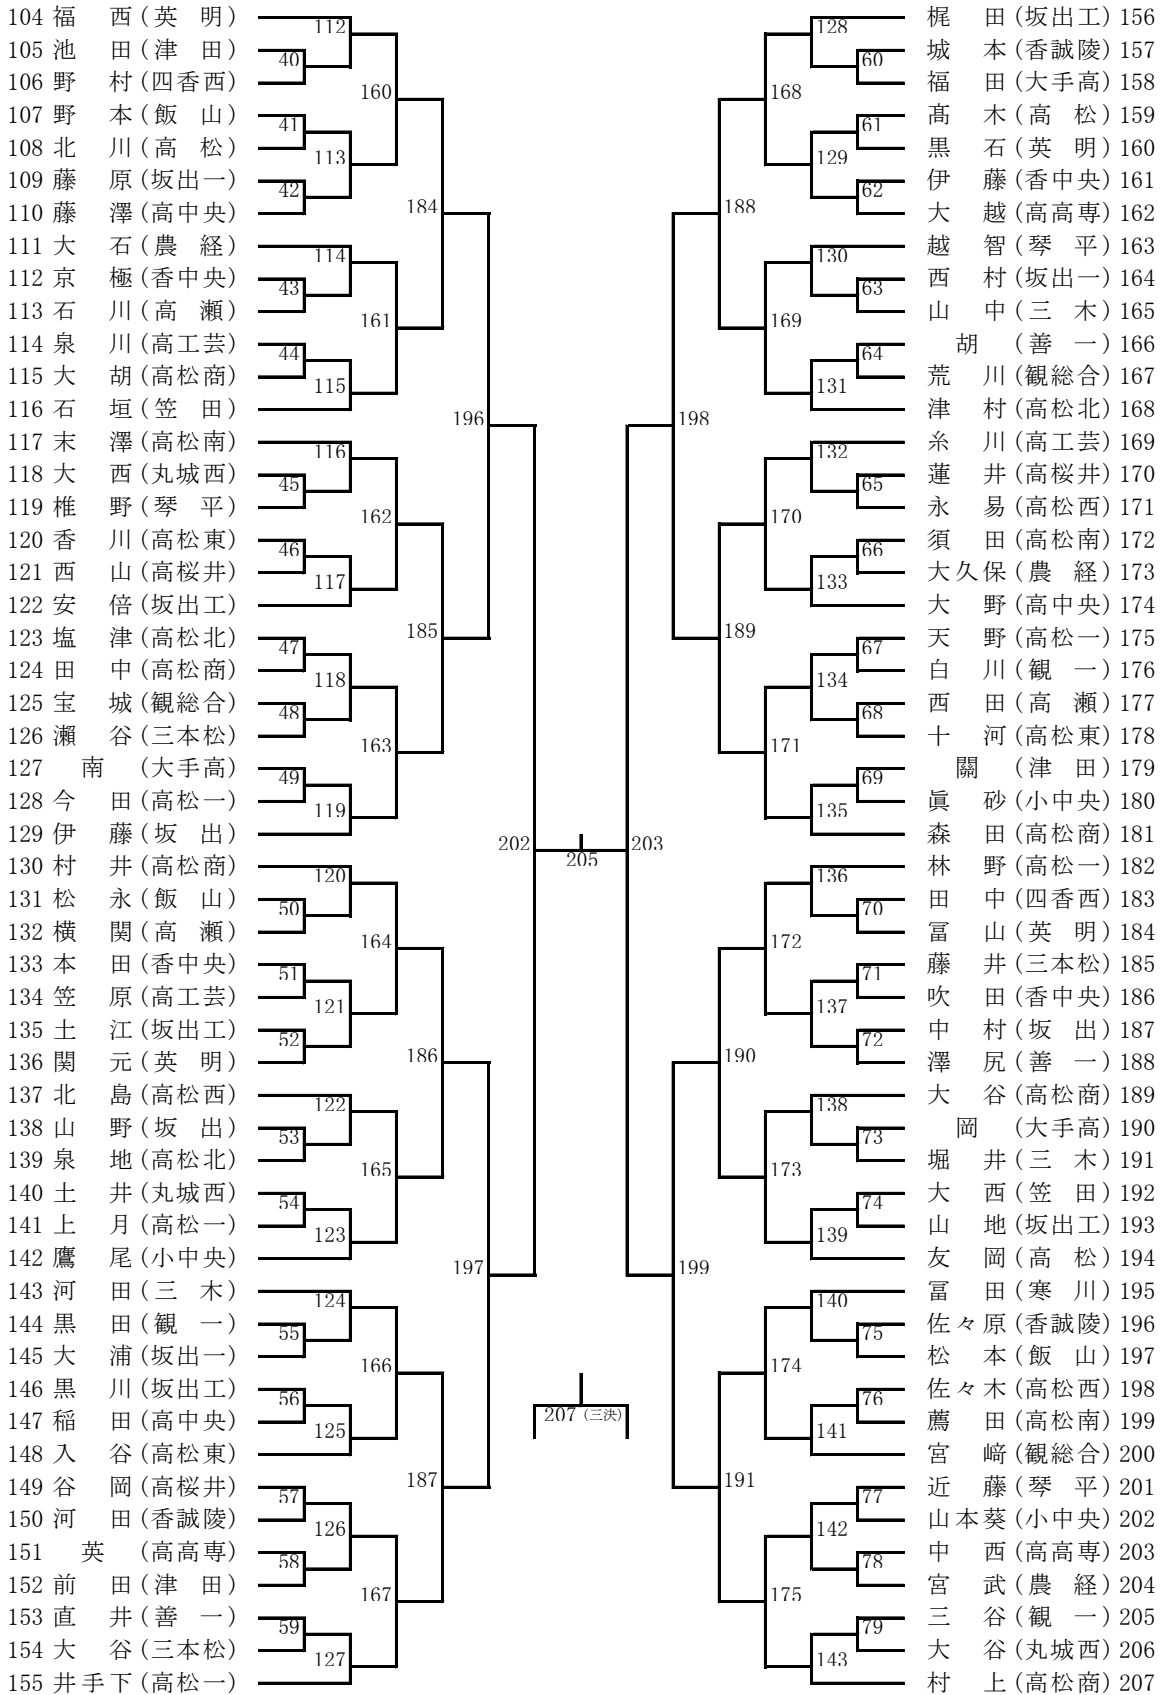 104 福 西 (英 明)
105 池 田 (津 田)
106 野 村 (四香西)
107 野 本 (飯 山)
108 北 川 (高 松)
109 藤 原 (坂出一)
110 藤 澤 (高中央)
111 大 石 (農 経)
112 京 極 (香中央)
113 石 川 (高 瀬)
114 泉 川 (高工芸)
115 大 胡 (高松商)
116 石 垣 (笠 田)
117 末 澤 (高松南)
118 大 西 (丸城西)
119 椎 野 (琴 平)
120 香 川 (高松東)
121 西 山 (高桜井)
122 安 倍 (坂出工)
123 塩 津 (高松北)
124 田 中 (高松商)
125 宝 城 (観総合)
126 瀬 谷 (三本松)
127 南 (大手高)
128 今 田 (高松一)
129 伊 藤 (坂 出)
130 村 井 (高松商)
131 松 永 (飯 山)
132 横 関 (高 瀬)
133 本 田 (香中央)
134 笠 原 (高工芸)
135 土 江 (坂出工)
136 関 元 (英 明)
137 北 島 (高松西)
138 山 野 (坂 出)
139 泉 地 (高松北)
140 土 井 (丸城西)
141 上 月 (高松一)
142 鷹 尾 (小中央)
143 河 田 (三 木)
144 黒 田 (観 一)
145 大 浦 (坂出一)
146 黒 川 (坂出工)
147 稲 田 (高中央)
148 入 谷 (高松東)
149 谷 岡 (高桜井)
150 河 田 (香誠陵)
151 英 (高高専)
152 前 田 (津 田)
153 直 井 (善 一)
154 大 谷 (三本松)
155 井手下 (高松一)
40
41
42
43
44
45
46
47
48
49
50
51
52
53
54
55
56
57
58
59
112
113
114
115
116
117
118
119
120
121
122
123
124
125
126
127
160
161
162
163
164
165
166
167
184
185
186
187
196
197
202
205
207 (三決)
203
198
199
188
189
190
191
168
169
170
171
172
173
174
175
128
129
130
131
132
133
134
135
136
137
138
139
140
141
142
143
60
61
62
63
64
65
66
67
68
69
70
71
72
73
74
75
76
77
78
79
梶 田 (坂出工) 156
城 本 (香誠陵) 157
福 田 (大手高) 158
髙 木 (高 松) 159
黒 石 (英 明) 160
伊 藤 (香中央) 161
大 越 (高高専) 162
越 智 (琴 平) 163
西 村 (坂出一) 164
山 中 (三 木) 165
胡 (善 一) 166
荒 川 (観総合) 167
津 村 (高松北) 168
糸 川 (高工芸) 169
蓮 井 (高桜井) 170
永 易 (高松西) 171
須 田 (高松南) 172
大久保 (農 経) 173
大 野 (高中央) 174
天 野 (高松一) 175
白 川 (観 一) 176
西 田 (高 瀬) 177
十 河 (高松東) 178
關 (津 田) 179
眞 砂 (小中央) 180
森 田 (高松商) 181
林 野 (高松一) 182
田 中 (四香西) 183
冨 山 (英 明) 184
藤 井 (三本松) 185
吹 田 (香中央) 186
中 村 (坂 出) 187
澤 尻 (善 一) 188
大 谷 (高松商) 189
岡 (大手高) 190
堀 井 (三 木) 191
大 西 (笠 田) 192
山 地 (坂出工) 193
友 岡 (高 松) 194
冨 田 (寒 川) 195
佐々原 (香誠陵) 196
松 本 (飯 山) 197
佐々木 (高松西) 198
薦 田 (高松南) 199
宮 﨑 (観総合) 200
近 藤 (琴 平) 201
山本葵 (小中央) 202
中 西 (高高専) 203
宮 武 (農 経) 204
三 谷 (観 一) 205
大 谷 (丸城西) 206
村 上 (高松商) 207